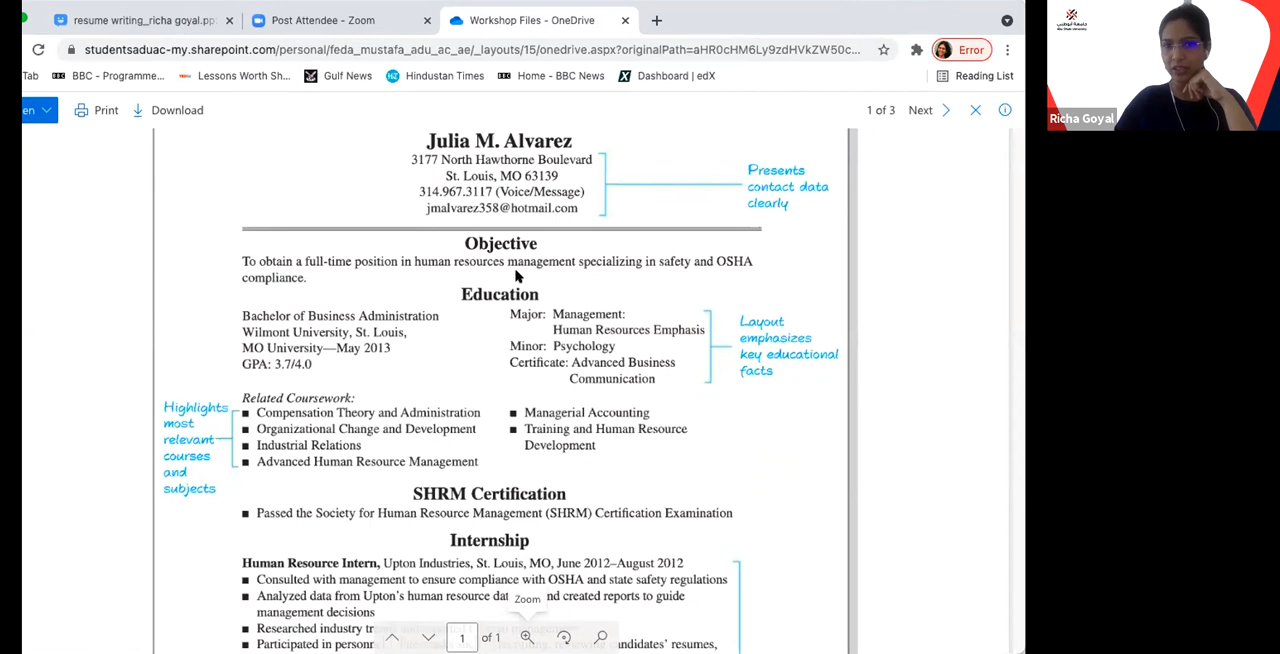 resume writing_richa goyal.pp
Post Attendee - Zoom
Workshop Files - OneDrive
studentsaduac-my.sharepoint.com/personal/feda_mustafa_adu_ac_ae/_layouts/15/onedrive.aspx?originalPath=aHR0cHM6Ly9zdHVkZW50c...
Error
Tab
BBC - Programme...
Lessons Worth Sh...
Gulf News
Hindustan Times
Home - BBC News
Dashboard | edX
Reading List
en
Print
Download
1 of 3
Next
Richa Goyal
Julia M. Alvarez
3177 North Hawthorne Boulevard
St. Louis, MO 63139
314.967.3117 (Voice/Message)
jmalvarez358@hotmail.com
Presents
contact data
clearly
Objective
To obtain a full-time position in human resources management specializing in safety and OSHA
compliance.
Education
Bachelor of Business Administration
Wilmont University, St. Louis,
MO University—May 2013
GPA: 3.7/4.0
Major: Management:
Human Resources Emphasis
Minor: Psychology
Certificate: Advanced Business
Communication
Layout
emphasizes
key educational
facts
Related Coursework:
■ Compensation Theory and Administration
■ Organizational Change and Development
■ Industrial Relations
■ Advanced Human Resource Management
■ Managerial Accounting
■ Training and Human Resource
Development
Highlights
most
relevant
courses
and
subjects
SHRM Certification
■ Passed the Society for Human Resource Management (SHRM) Certification Examination
Internship
Human Resource Intern, Upton Industries, St. Louis, MO, June 2012–August 2012
■ Consulted with management to ensure compliance with OSHA and state safety regulations
■ Analyzed data from Upton's human resource dat and created reports to guide
management decisions
■ Researched industry
■ Participated in candidates' resumes,
Zoom
1 of 1